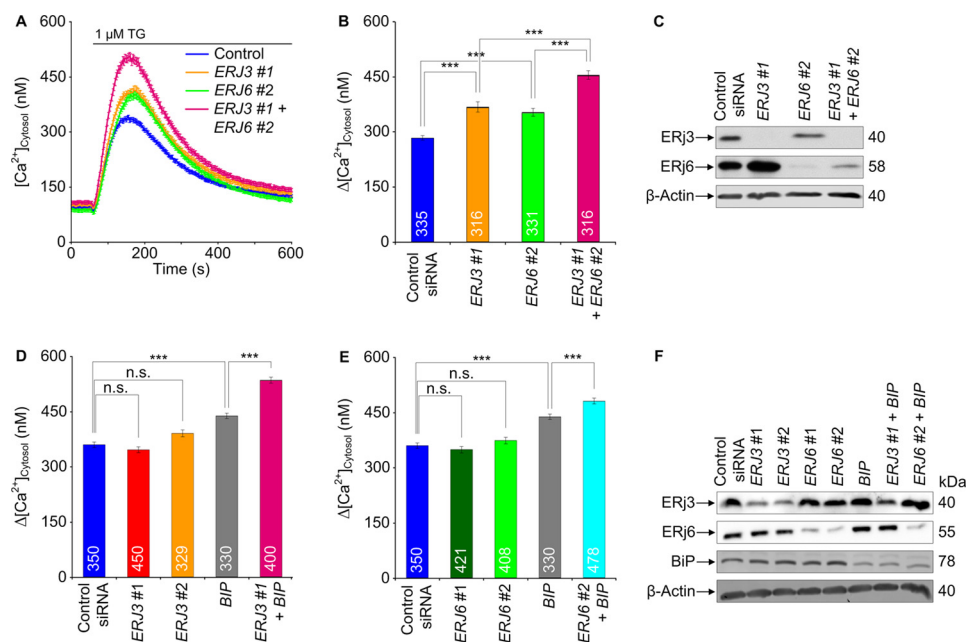 A
600
450
300
150
0
[Ca²⁺]Cytosol (nM)
1 µM TG
Control
ERJ3 #1
ERJ6 #2
ERJ3 #1 +
ERJ6 #2
0 200 400 600
Time (s)
B
600
450
300
150
0
Δ[Ca²⁺]Cytosol (nM)
***
*** ***
***
335 316 331 316
Control
siRNA
ERJ3 #1
ERJ6 #2
ERJ3 #1
+ ERJ6 #2
C
Control
siRNA
ERJ3 #1
ERJ6 #2
ERJ3 #1
+ ERJ6 #2
ERj3 40
ERj6 58
β-Actin 40
D
600
450
300
150
0
Δ[Ca²⁺]Cytosol (nM)
*** ***
n.s.
n.s.
350 450 329 330 400
Control
siRNA
ERJ3 #1
ERJ3 #2
BIP
ERJ3 #1
+ BIP
E
600
450
300
150
0
Δ[Ca²⁺]Cytosol (nM)
*** ***
n.s.
n.s.
350 421 408 330 478
Control
siRNA
ERJ6 #1
ERJ6 #2
BIP
ERJ6 #2
+ BIP
F
Control
siRNA
ERJ3 #1
ERJ3 #2
ERJ6 #1
ERJ6 #2
BIP
ERJ3 #1 + BIP
ERJ6 #2 + BIP
kDa
ERj3 40
ERj6 55
BiP 78
β-Actin 40